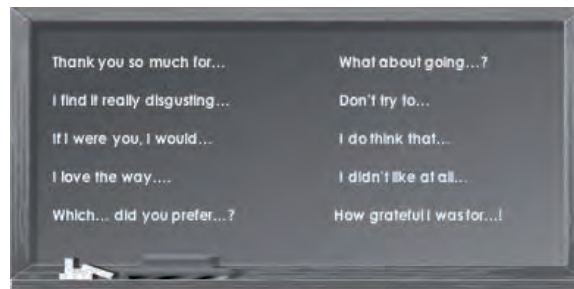 Thank you so much for...
I find it really disgusting...
If I were you, I would...
I love the way....
Which... did you prefer...?
What about going...?
Don't try to...
I do think that...
I didn't like at all...
How grateful I was for...!